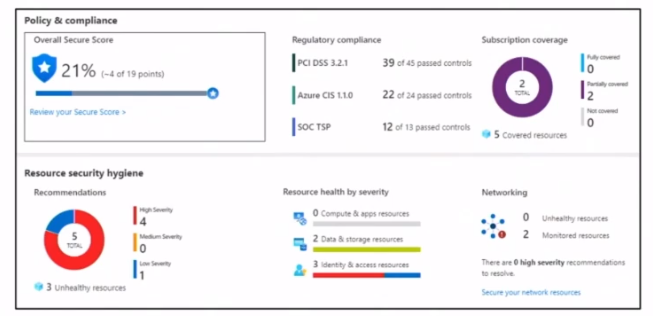 Policy & compliance
Overall Secure Score
21% (~4 of 19 points)
Review your Secure Score >
Regulatory compliance
PCI DSS 3.2.1 39 of 45 passed controls
Azure CIS 1.1.0 22 of 24 passed controls
SOC TSP 12 of 13 passed controls
Subscription coverage
2
TOTAL
Fully covered
0
Partially covered
2
Not covered
0
5 Covered resources
Resource security hygiene
Recommendations
5
TOTAL
High Severity
4
Medium Severity
0
Low Severity
1
3 Unhealthy resources
Resource health by severity
0 Compute & apps resources
2 Data & storage resources
3 Identity & access resources
Networking
0 Unhealthy resources
2 Monitored resources
There are 0 high severity recommendations
to resolve.
Secure your network resources